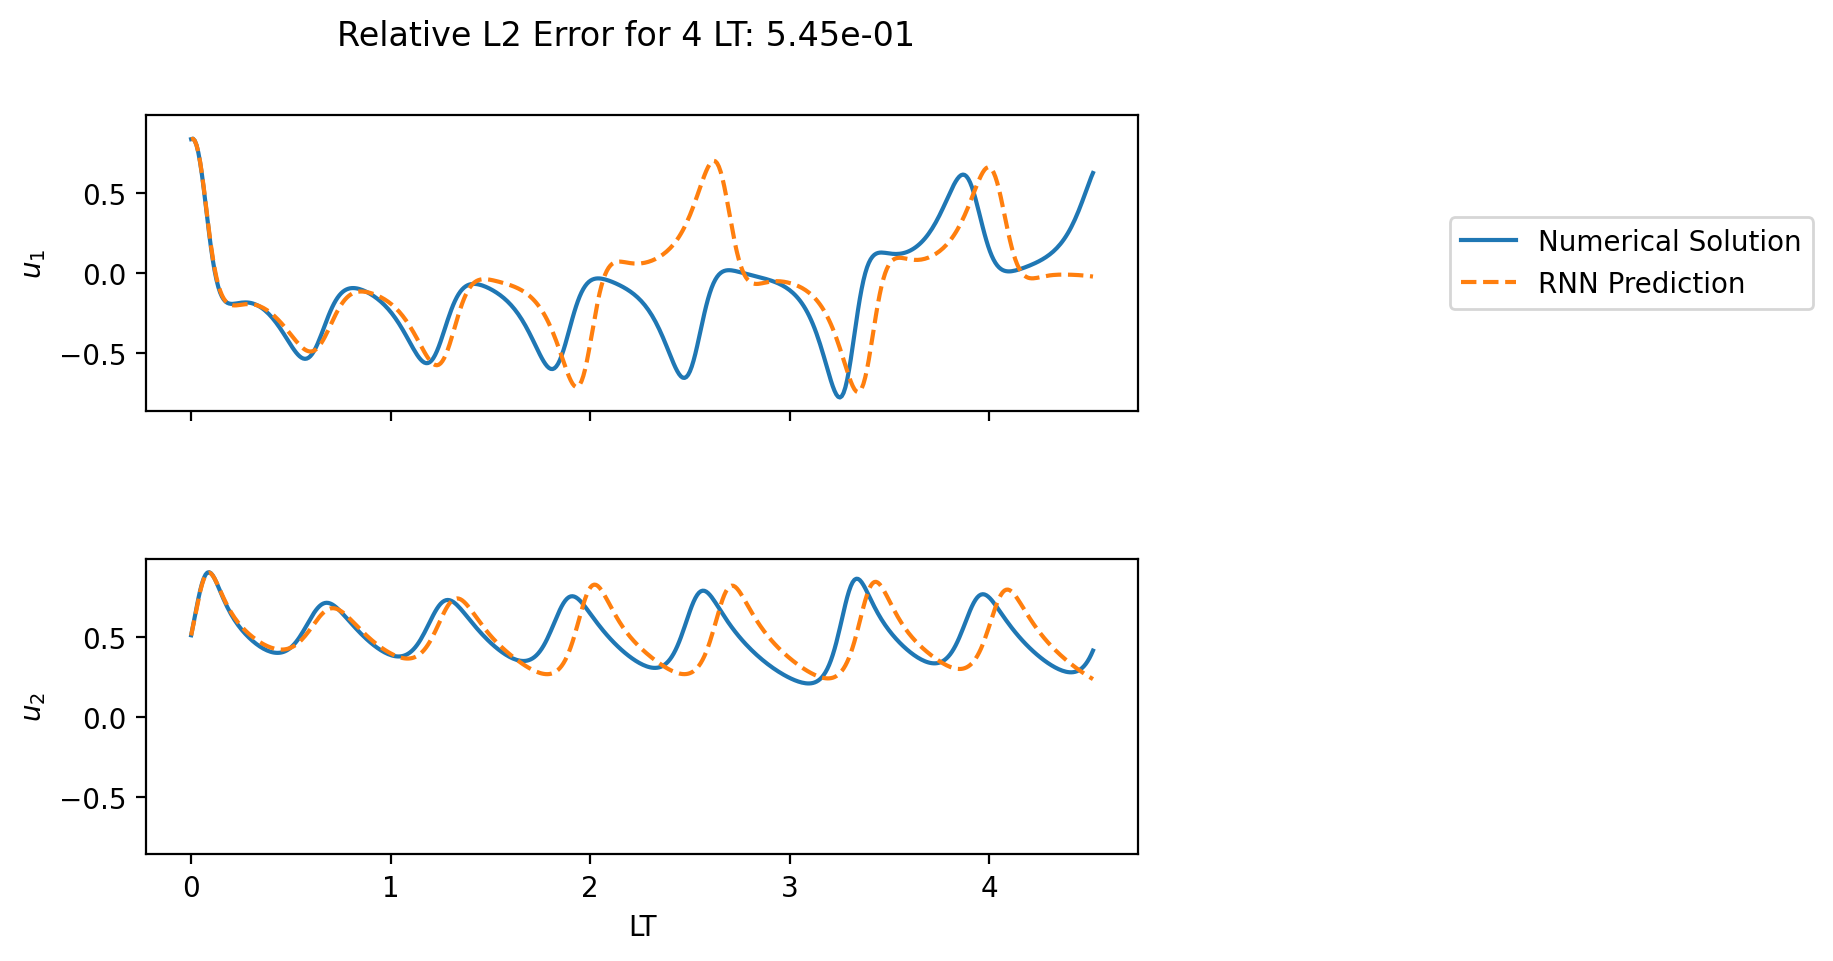 Relative L2 Error for 4 LT: 5.45e-01
u₁
0.5
0.0
−0.5
Numerical Solution
RNN Prediction
u₂
0.5
0.0
−0.5
0 1 2 3 4
LT